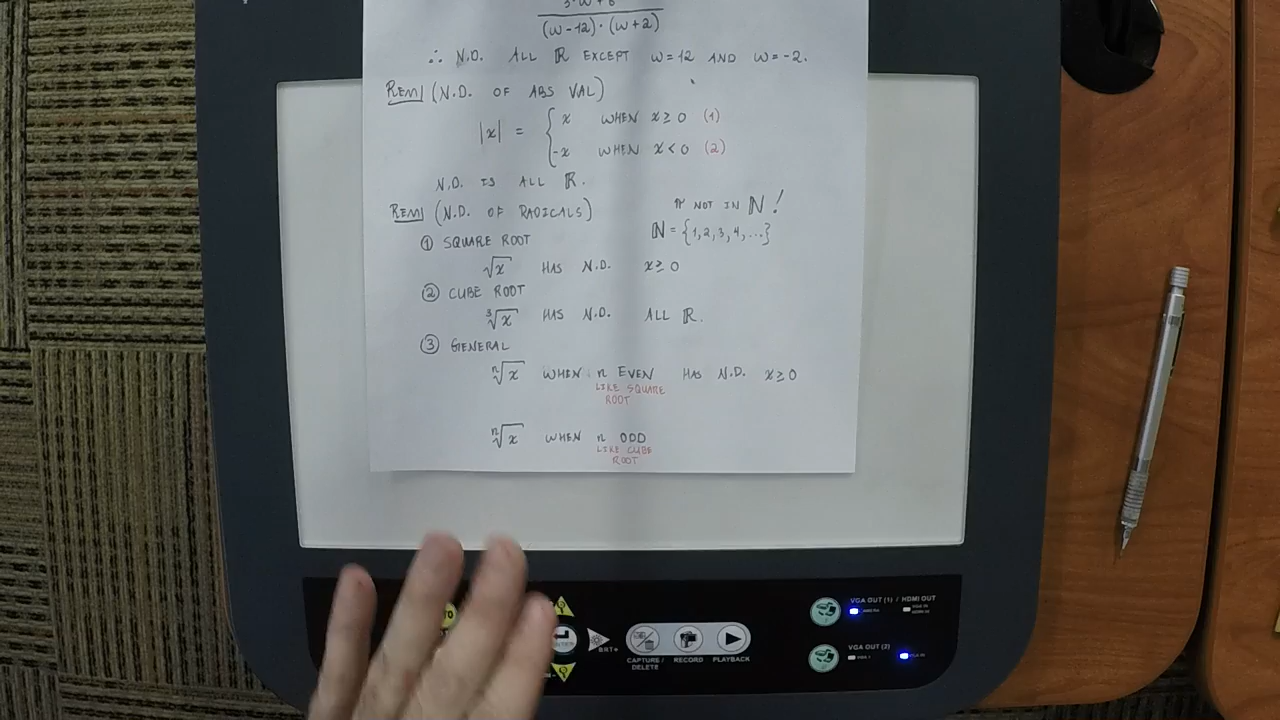 (W-12)·(W+2)
∴ N.D. ALL ℝ EXCEPT W=12 AND W=-2.
REM (N.D. OF ABS VAL)
|x| = { x WHEN x ≥ 0 (1)
-x WHEN x < 0 (2)
N.D. IS ALL ℝ.
REM (N.D. OF RADICALS)
π NOT IN ℕ!
ℕ = {1,2,3,4,...}
① SQUARE ROOT
√x HAS N.D. x ≥ 0
② CUBE ROOT
∛x HAS N.D. ALL ℝ.
③ GENERAL
ⁿ√x WHEN n EVEN HAS N.D. x ≥ 0
LIKE SQUARE
ROOT
ⁿ√x WHEN n ODD
LIKE CUBE
ROOT
VGA OUT (1) / HDMI OUT
VGA OUT (2)
BRT+
CAPTURE / DELETE
RECORD
PLAYBACK